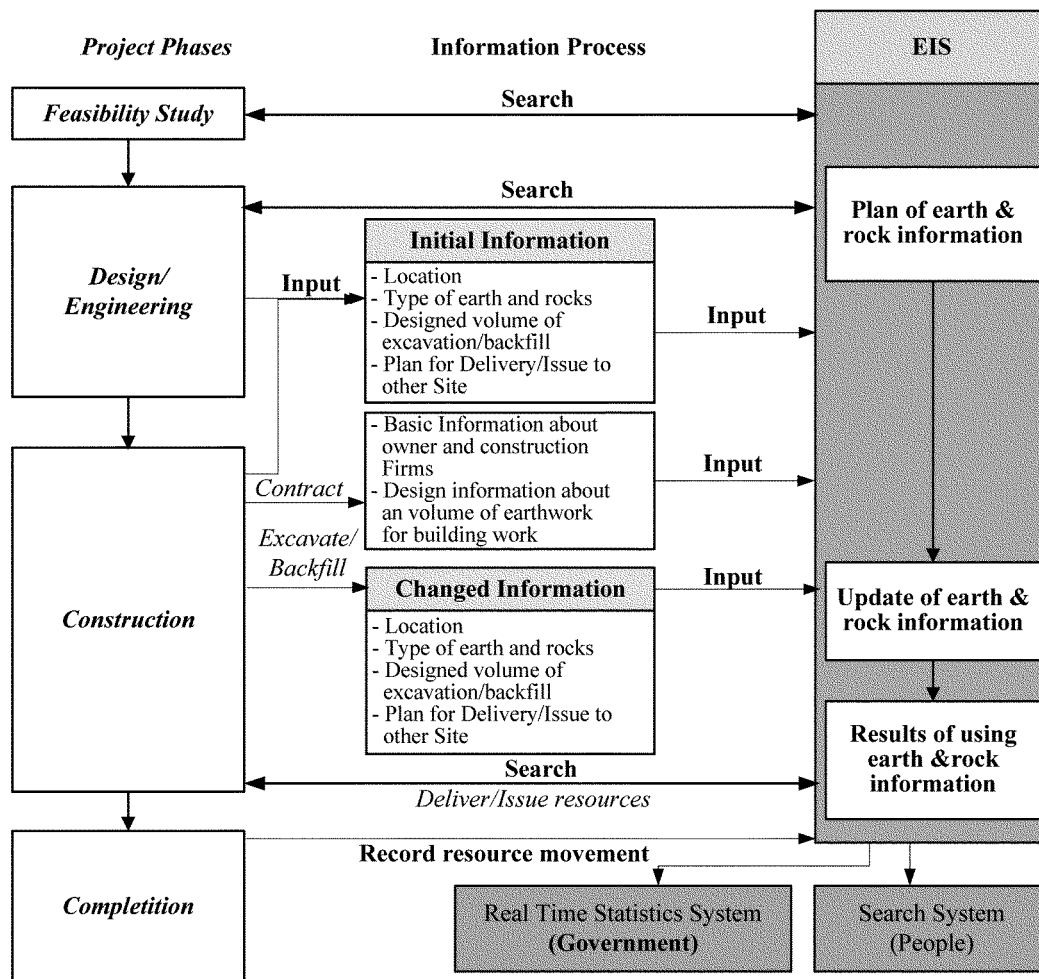 Project Phases
Information Process
EIS
Feasibility Study
Search
Search
Plan of earth &
rock information
Design/
Engineering
Input
Initial Information
- Location
- Type of earth and rocks
- Designed volume of
excavation/backfill
- Plan for Delivery/Issue to
other Site
Input
- Basic Information about
owner and construction
Firms
- Design information about
an volume of earthwork
for building work
Input
Contract
Excavate/
Backfill
Construction
Changed Information
- Location
- Type of earth and rocks
- Designed volume of
excavation/backfill
- Plan for Delivery/Issue to
other Site
Input
Update of earth &
rock information
Results of using
earth &rock
information
Search
Deliver/Issue resources
Completition
Record resource movement
Real Time Statistics System
(Government)
Search System
(People)